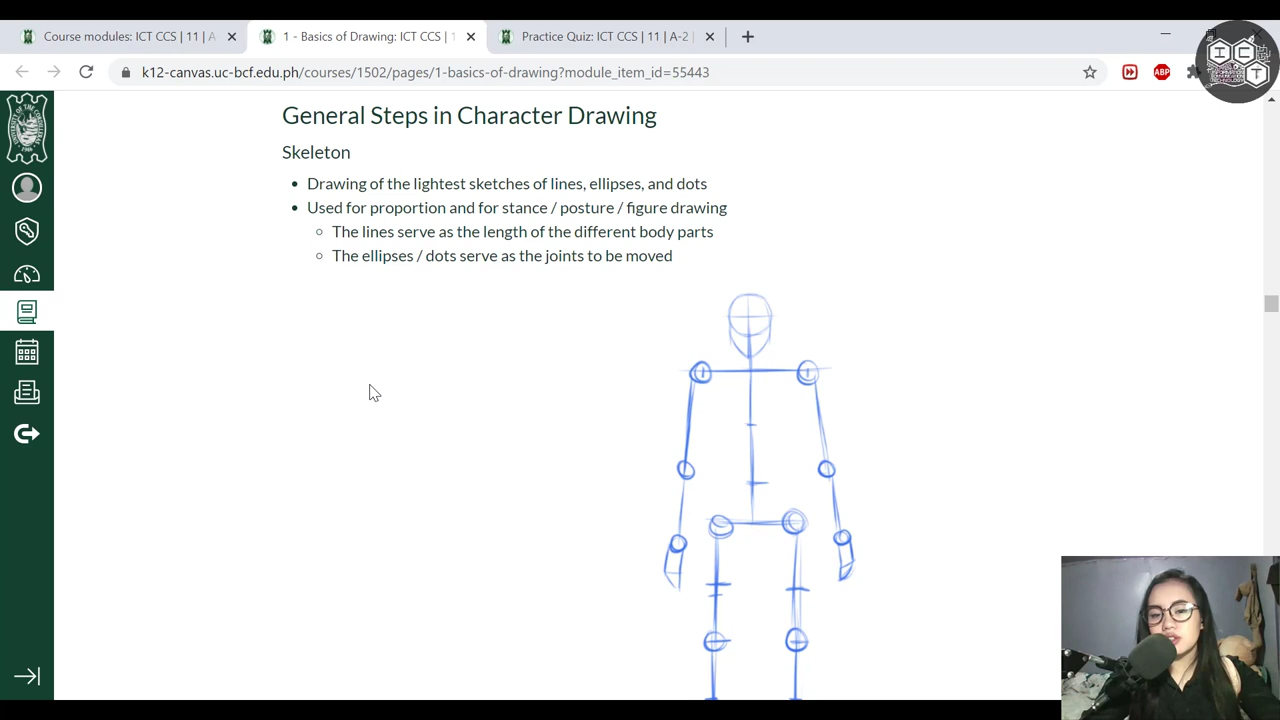 Course modules: ICT CCS | 11 | A
1 - Basics of Drawing: ICT CCS | 1
Practice Quiz: ICT CCS | 11 | A-2 |
k12-canvas.uc-bcf.edu.ph/courses/1502/pages/1-basics-of-drawing?module_item_id=55443
ABP
I C T
General Steps in Character Drawing
Skeleton
Drawing of the lightest sketches of lines, ellipses, and dots
Used for proportion and for stance / posture / figure drawing
The lines serve as the length of the different body parts
The ellipses / dots serve as the joints to be moved